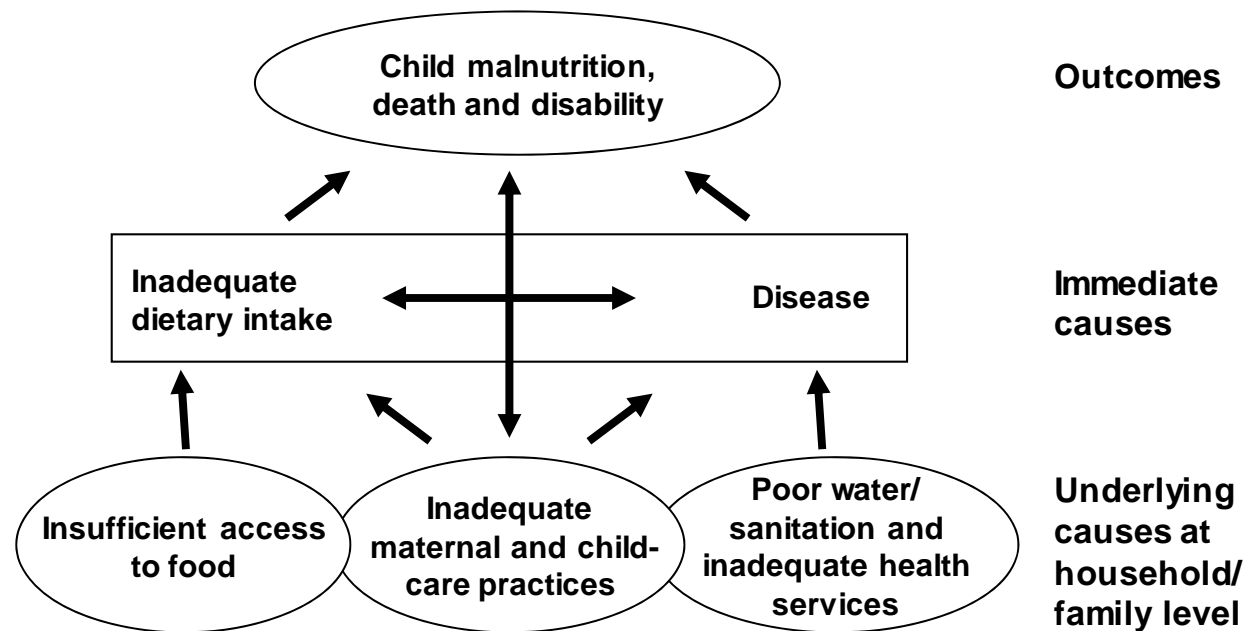 Child malnutrition,
death and disability
Outcomes
Inadequate
dietary intake
Disease
Immediate
causes
Insufficient access
to food
Inadequate
maternal and child-
care practices
Poor water/
sanitation and
inadequate health
services
Underlying
causes at
household/
family level